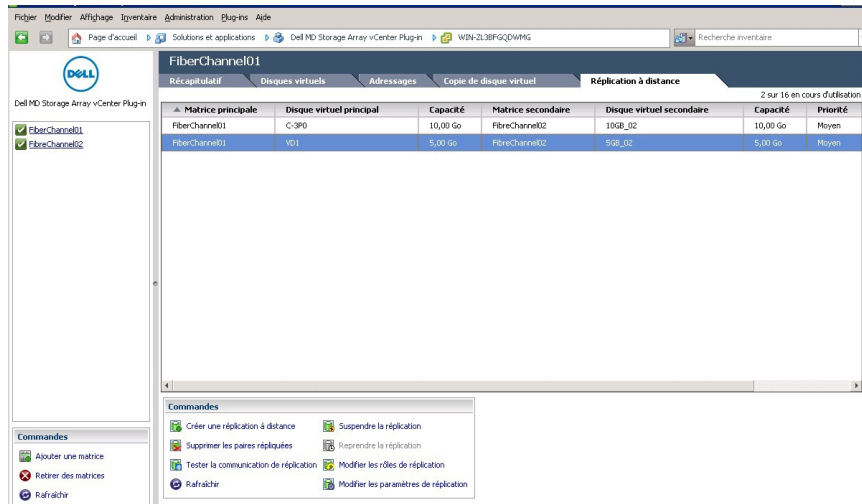 Fichier Modifier Affichage Inventaire Administration Plug-ins Aide
Page d'accueil Solutions et applications Dell MD Storage Array vCenter Plug-in WIN-ZL3BFGQDWMG Recherche inventaire
DELL
Dell MD Storage Array vCenter Plug-in
FiberChannel01
FibreChannel02
FiberChannel01
Récapitulatif Disques virtuels Adressages Copie de disque virtuel Réplication à distance
2 sur 16 en cours d'utilisation
Matrice principale Disque virtuel principal Capacité Matrice secondaire Disque virtuel secondaire Capacité Priorité
FiberChannel01 C-3P0 10,00 Go FibreChannel02 10GB_02 10,00 Go Moyen
FiberChannel01 VD1 5,00 Go FibreChannel02 5GB_02 5,00 Go Moyen
Commandes
Créer une réplication à distance Suspendre la réplication
Supprimer les paires répliquées Reprendre la réplication
Tester la communication de réplication Modifier les rôles de réplication
Rafraîchir Modifier les paramètres de réplication
Commandes
Ajouter une matrice
Retirer des matrices
Rafraîchir